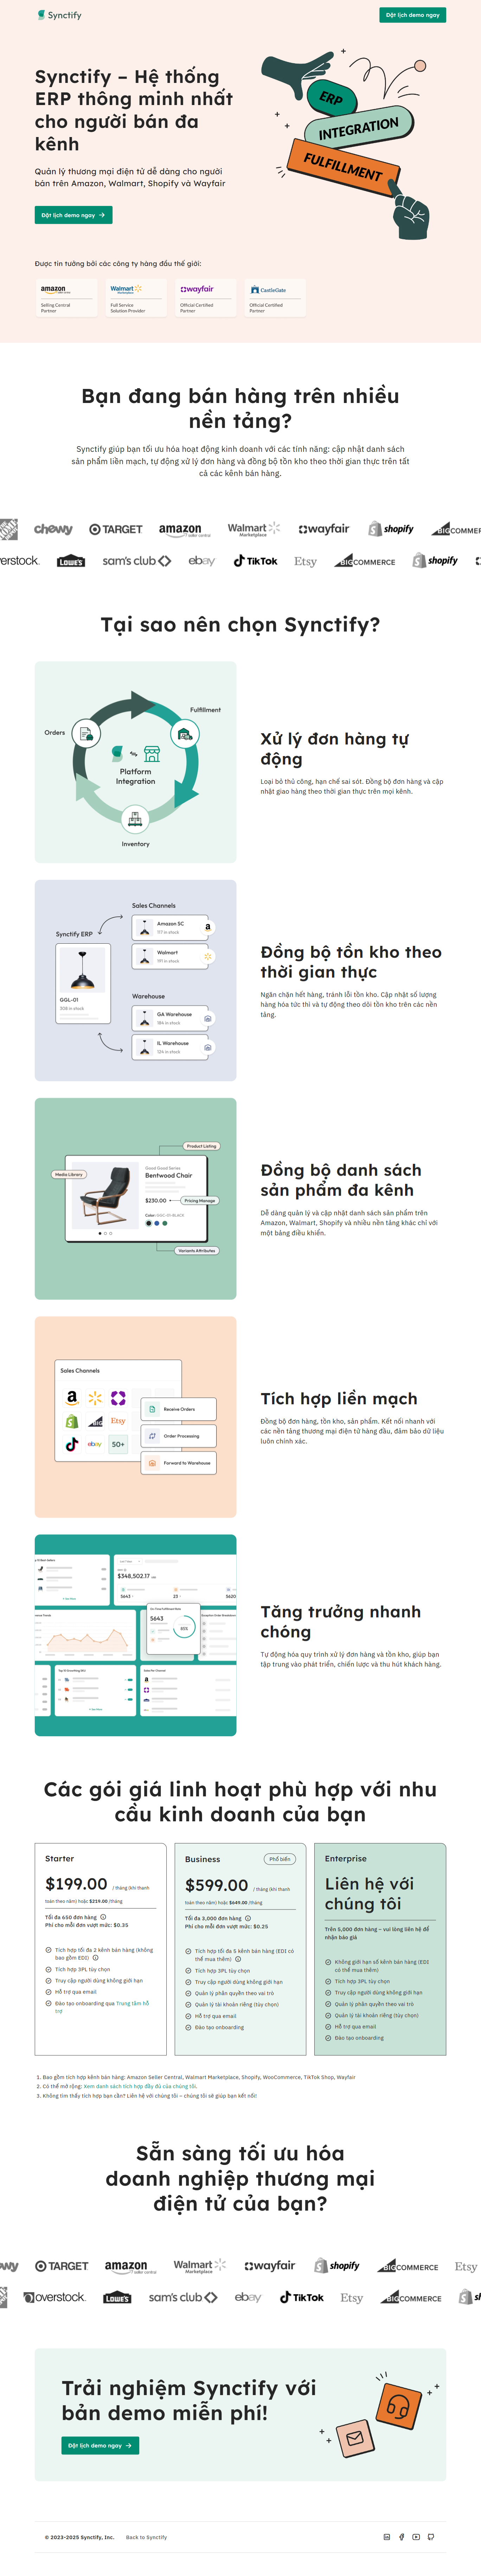 Synctify
Đặt lịch demo ngay
Synctify – Hệ thống
ERP thông minh nhất
cho người bán đa
kênh
Quản lý thương mại điện tử dễ dàng cho người
bán trên Amazon, Walmart, Shopify và Wayfair
Đặt lịch demo ngay →
ERP
INTEGRATION
FULFILLMENT
Được tin tưởng bởi các công ty hàng đầu thế giới:
amazon
Selling Central
Partner
Walmart
Marketplace
Full Service
Solution Provider
wayfair
Official Certified
Partner
CastleGate
Official Certified
Partner
Bạn đang bán hàng trên nhiều
nền tảng?
Synctify giúp bạn tối ưu hóa hoạt động kinh doanh với các tính năng: cập nhật danh sách
sản phẩm liền mạch, tự động xử lý đơn hàng và đồng bộ tồn kho theo thời gian thực trên tất
cả các kênh bán hàng.
chewy TARGET amazon seller central Walmart Marketplace wayfair shopify BIGCOMMER
verstock. LOWE'S sam's club ebay TikTok Etsy BIGCOMMERCE shopify
Tại sao nên chọn Synctify?
Orders
Fulfillment
Platform
Integration
Inventory
Xử lý đơn hàng tự
động
Loại bỏ thủ công, hạn chế sai sót. Đồng bộ đơn hàng và cập
nhật giao hàng theo thời gian thực trên mọi kênh.
Sales Channels
Synctify ERP
Amazon SC
117 in stock
Walmart
191 in stock
GGL-01
308 in stock
Warehouse
GA Warehouse
184 in stock
IL Warehouse
124 in stock
Đồng bộ tồn kho theo
thời gian thực
Ngăn chặn hết hàng, tránh lỗi tồn kho. Cập nhật số lượng
hàng hóa tức thì và tự động theo dõi tồn kho trên các nền
tảng.
Product Listing
Media Library
Good Good Series.
Bentwood Chair
$230.00
Pricing Manage
Color: GGC-01-BLACK
Variants Attributes
Đồng bộ danh sách
sản phẩm đa kênh
Dễ dàng quản lý và cập nhật danh sách sản phẩm trên
Amazon, Walmart, Shopify và nhiều nền tảng khác chỉ với
một bảng điều khiển.
Sales Channels
BIG
Etsy
ebay
50+
Receive Orders
Order Processing
Forward to Warehouse
Tích hợp liền mạch
Đồng bộ đơn hàng, tồn kho, sản phẩm. Kết nối nhanh với
các nền tảng thương mại điện tử hàng đầu, đảm bảo dữ liệu
luôn chính xác.
$348,502.17
5643
23
3620
5643
85%
Tăng trưởng nhanh
chóng
Tự động hóa quy trình xử lý đơn hàng và tồn kho, giúp bạn
tập trung vào phát triển, chiến lược và thu hút khách hàng.
Các gói giá linh hoạt phù hợp với nhu
cầu kinh doanh của bạn
Starter
$199.00 / tháng (khi thanh
toán theo năm) hoặc $219.00 /tháng
Tối đa 650 đơn hàng
Phí cho mỗi đơn vượt mức: $0.35
Tích hợp tối đa 2 kênh bán hàng (không
bao gồm EDI)
Tích hợp 3PL tùy chọn
Truy cập người dùng không giới hạn
Hỗ trợ qua email
Đào tạo onboarding qua Trung tâm hỗ
trợ
Business
Phổ biến
$599.00 / tháng (khi thanh
toán theo năm) hoặc $649.00 /tháng
Tối đa 3,000 đơn hàng
Phí cho mỗi đơn vượt mức: $0.25
Tích hợp tối đa 5 kênh bán hàng (EDI có
thể mua thêm)
Tích hợp 3PL tùy chọn
Truy cập người dùng không giới hạn
Quản lý phân quyền theo vai trò
Quản lý tài khoản riêng (tùy chọn)
Hỗ trợ qua email
Đào tạo onboarding
Enterprise
Liên hệ với
chúng tôi
Trên 5,000 đơn hàng – vui lòng liên hệ để
nhận báo giá
Không giới hạn số kênh bán hàng (EDI
có thể mua thêm)
Tích hợp 3PL tùy chọn
Truy cập người dùng không giới hạn
Quản lý phân quyền theo vai trò
Quản lý tài khoản riêng (tùy chọn)
Hỗ trợ qua email
Đào tạo onboarding
1. Bao gồm tích hợp kênh bán hàng: Amazon Seller Central, Walmart Marketplace, Shopify, WooCommerce, TikTok Shop, Wayfair
2. Có thể mở rộng: Xem danh sách tích hợp đầy đủ của chúng tôi.
3. Không tìm thấy tích hợp bạn cần? Liên hệ với chúng tôi – chúng tôi sẽ giúp bạn kết nối!
Sẵn sàng tối ưu hóa
doanh nghiệp thương mại
điện tử của bạn?
TARGET amazon seller central Walmart Marketplace wayfair shopify BIGCOMMERCE Etsy
overstock. LOWE'S sam's club ebay TikTok Etsy BIGCOMMERCE
Trải nghiệm Synctify với
bản demo miễn phí!
Đặt lịch demo ngay →
© 2023-2025 Synctify, Inc. Back to Synctify